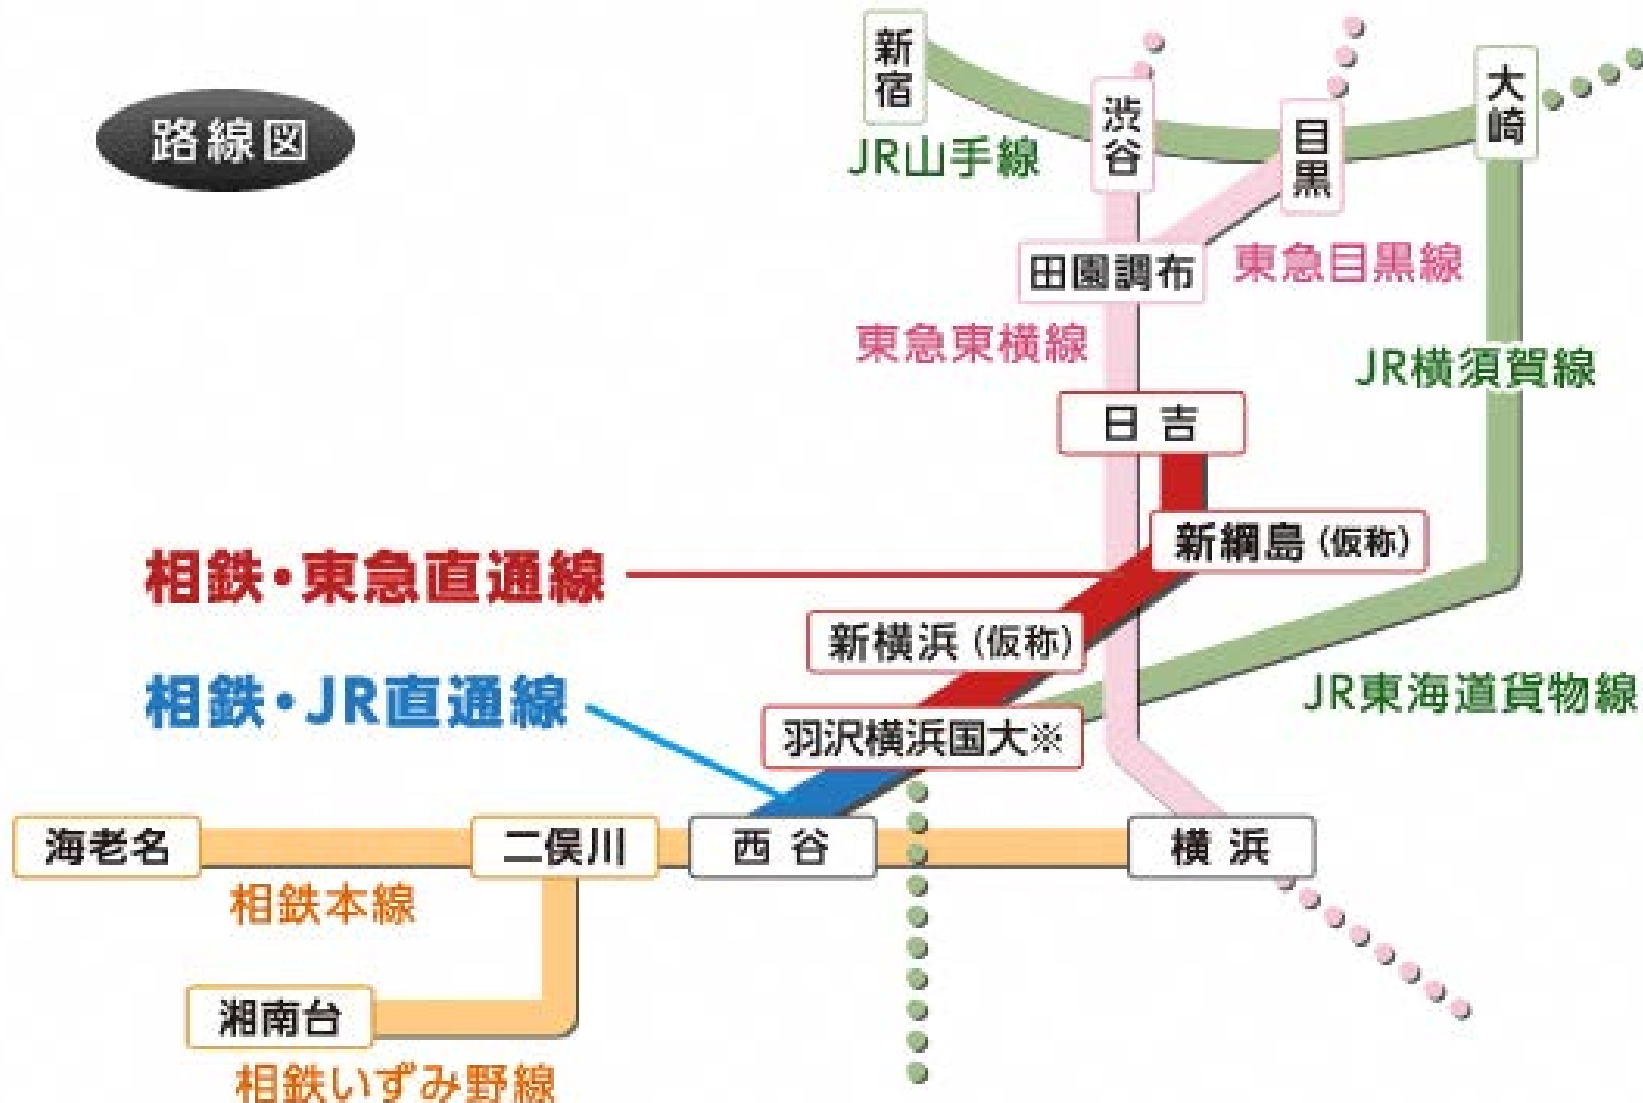 路線図
新宿
渋谷
目黒
大崎
JR山手線
田園調布
東急目黒線
東急東横線
JR横須賀線
日吉
相鉄・東急直通線
新綱島(仮称)
新横浜(仮称)
相鉄・JR直通線
JR東海道貨物線
羽沢横浜国大※
海老名
二俣川
西谷
横浜
相鉄本線
湘南台
相鉄いずみ野線